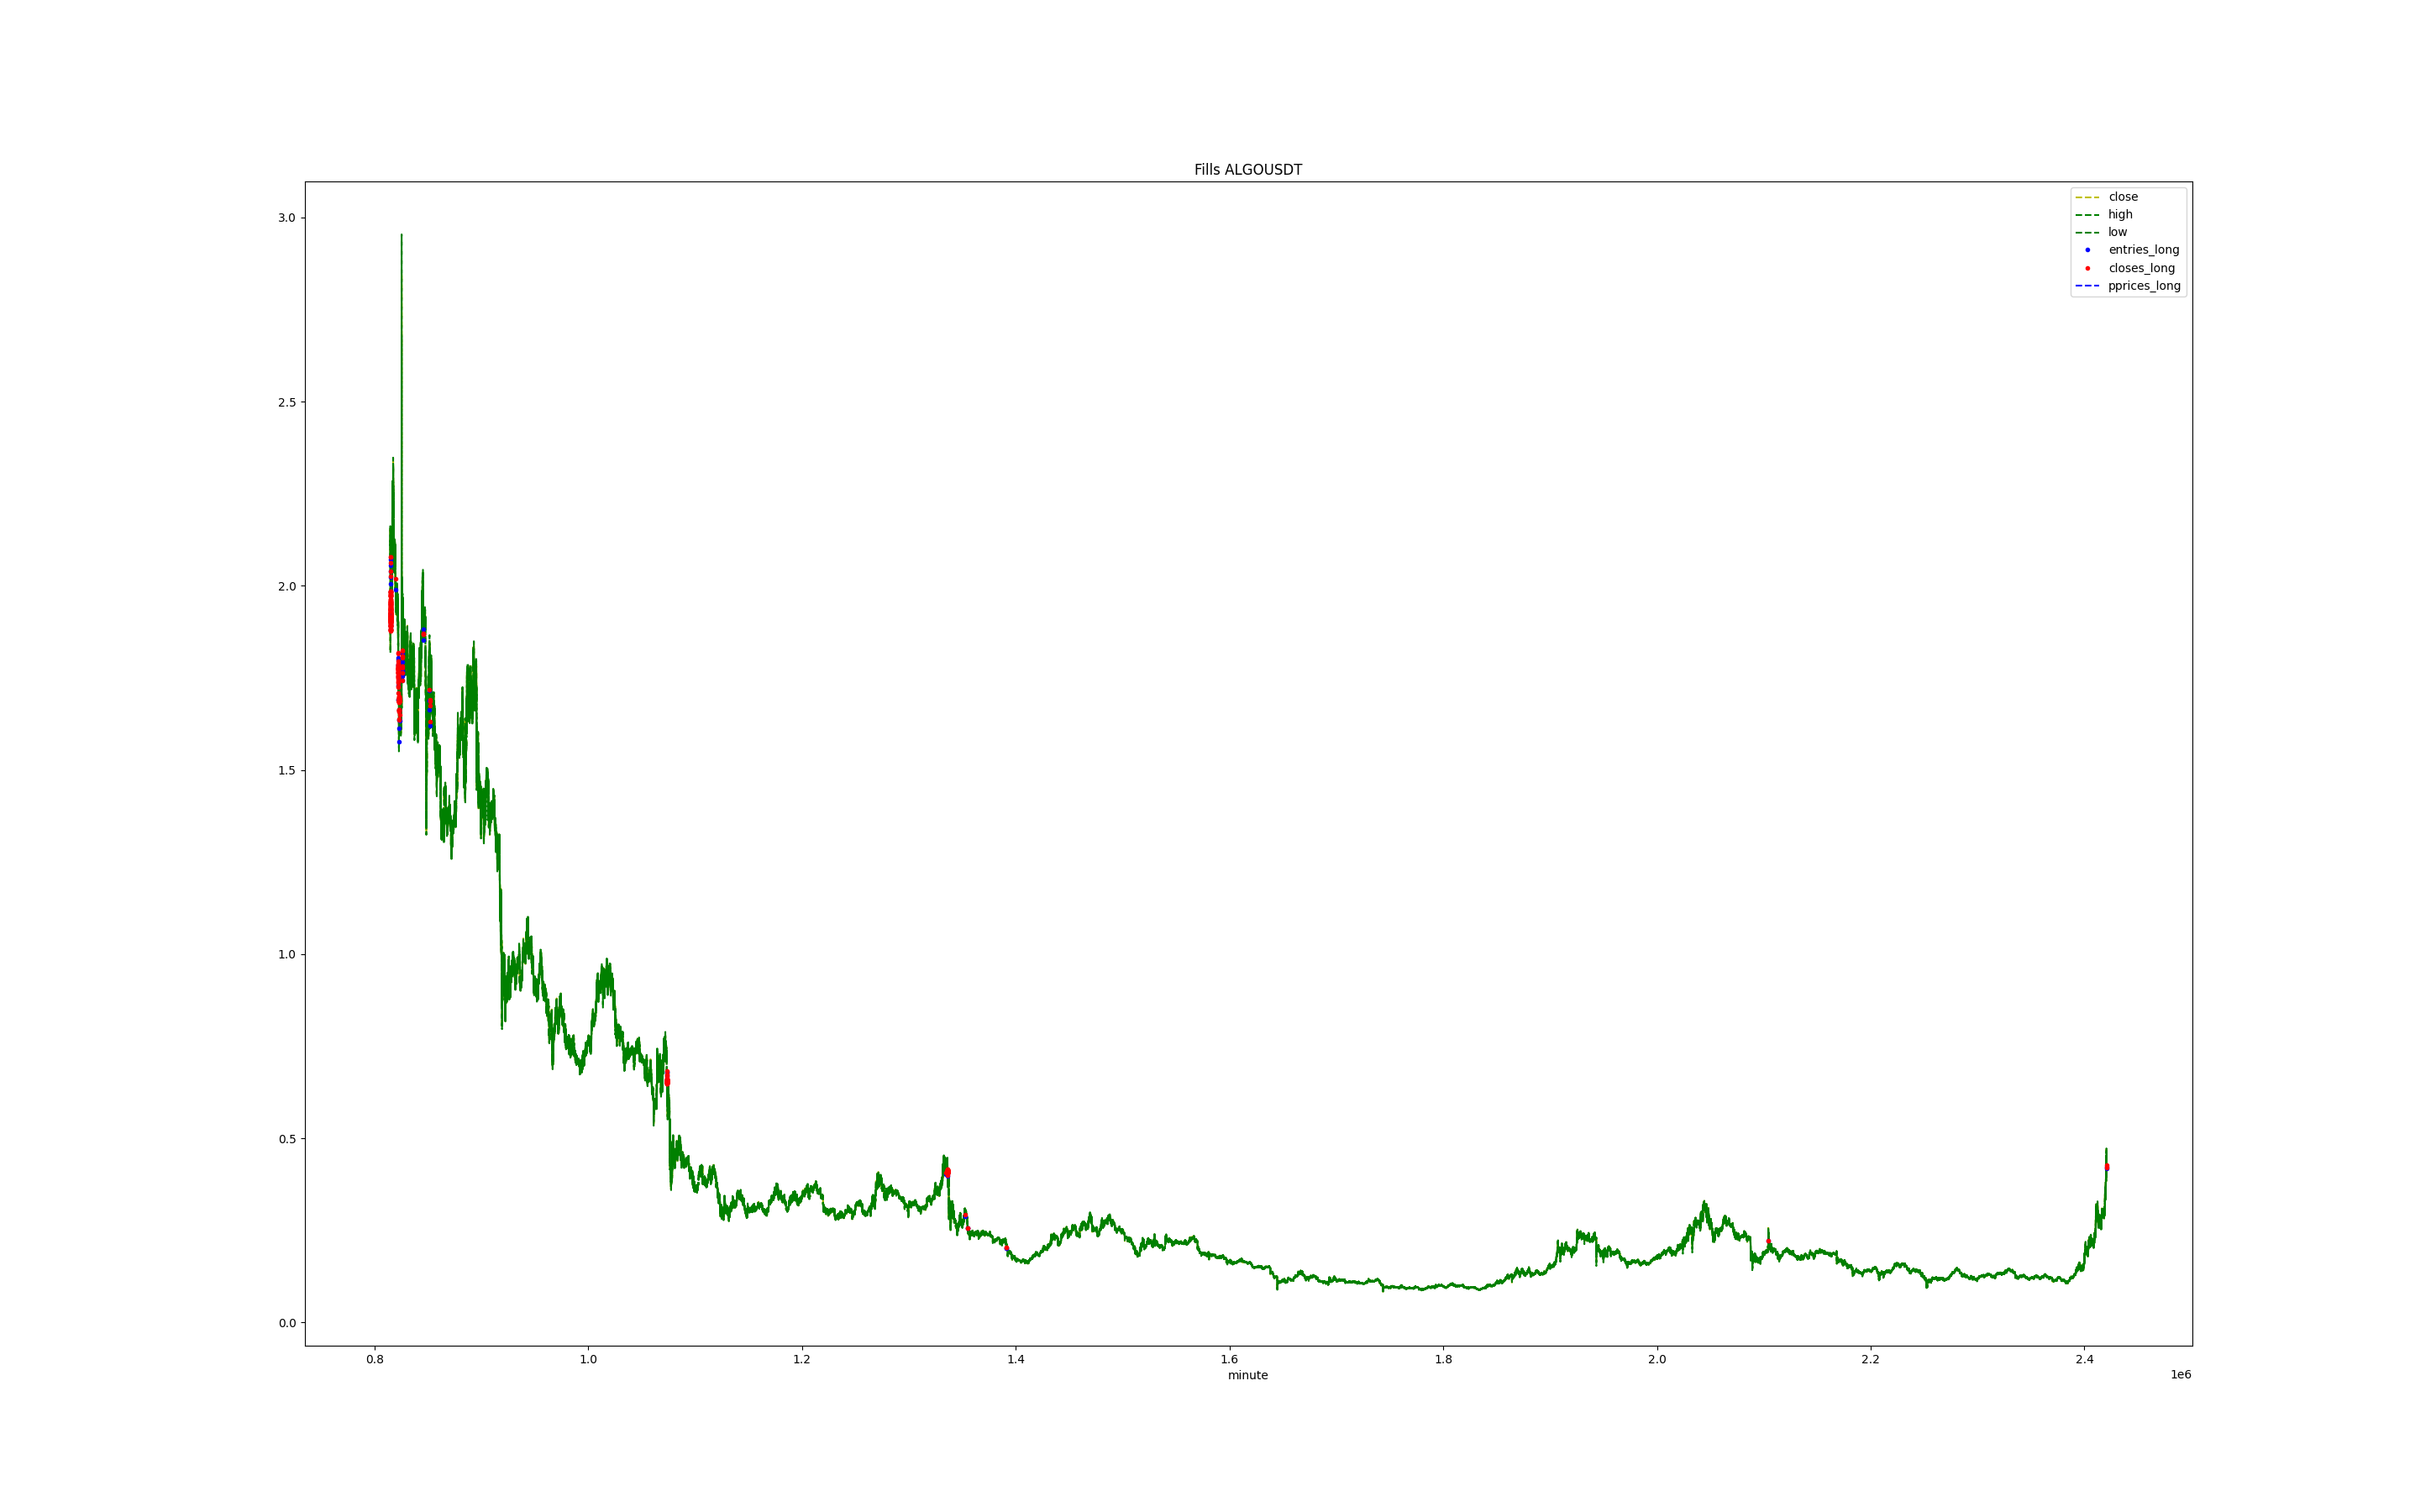 Fills ALGOUSDT
close
high
low
entries_long
closes_long
pprices_long
3.0
2.5
2.0
1.5
1.0
0.5
0.0
0.8 1.0 1.2 1.4 1.6 1.8 2.0 2.2 2.4
1e6
minute